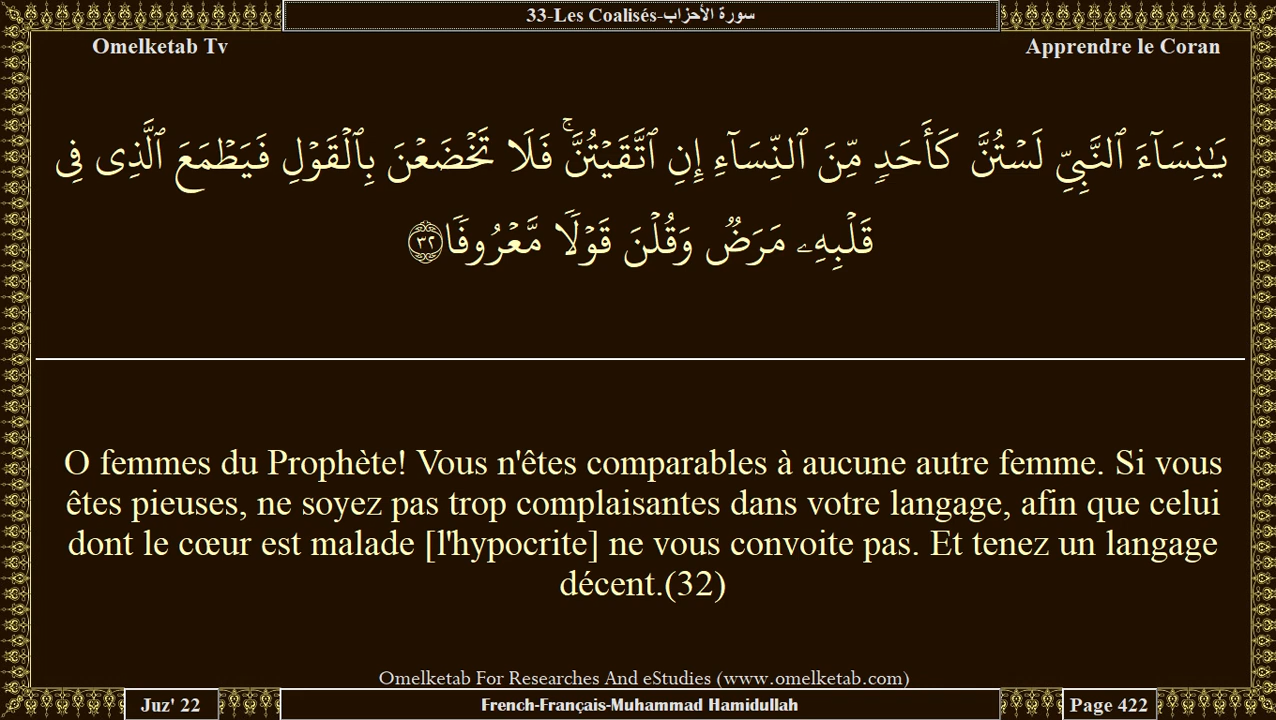 33-Les Coalisés-سورة الأحزاب
Omelketab Tv
Apprendre le Coran
يَـٰنِسَآءَ ٱلنَّبِىِّ لَسْتُنَّ كَأَحَدٍۢ مِّنَ ٱلنِّسَآءِ إِنِ ٱتَّقَيْتُنَّ ۚ فَلَا تَخْضَعْنَ بِٱلْقَوْلِ فَيَطْمَعَ ٱلَّذِى فِى
قَلْبِهِۦ مَرَضٌۭ وَقُلْنَ قَوْلًۭا مَّعْرُوفًۭا ٣٢
O femmes du Prophète! Vous n'êtes comparables à aucune autre femme. Si vous
êtes pieuses, ne soyez pas trop complaisantes dans votre langage, afin que celui
dont le cœur est malade [l'hypocrite] ne vous convoite pas. Et tenez un langage
décent.(32)
Omelketab For Researches And eStudies (www.omelketab.com)
Juz' 22
French-Français-Muhammad Hamidullah
Page 422